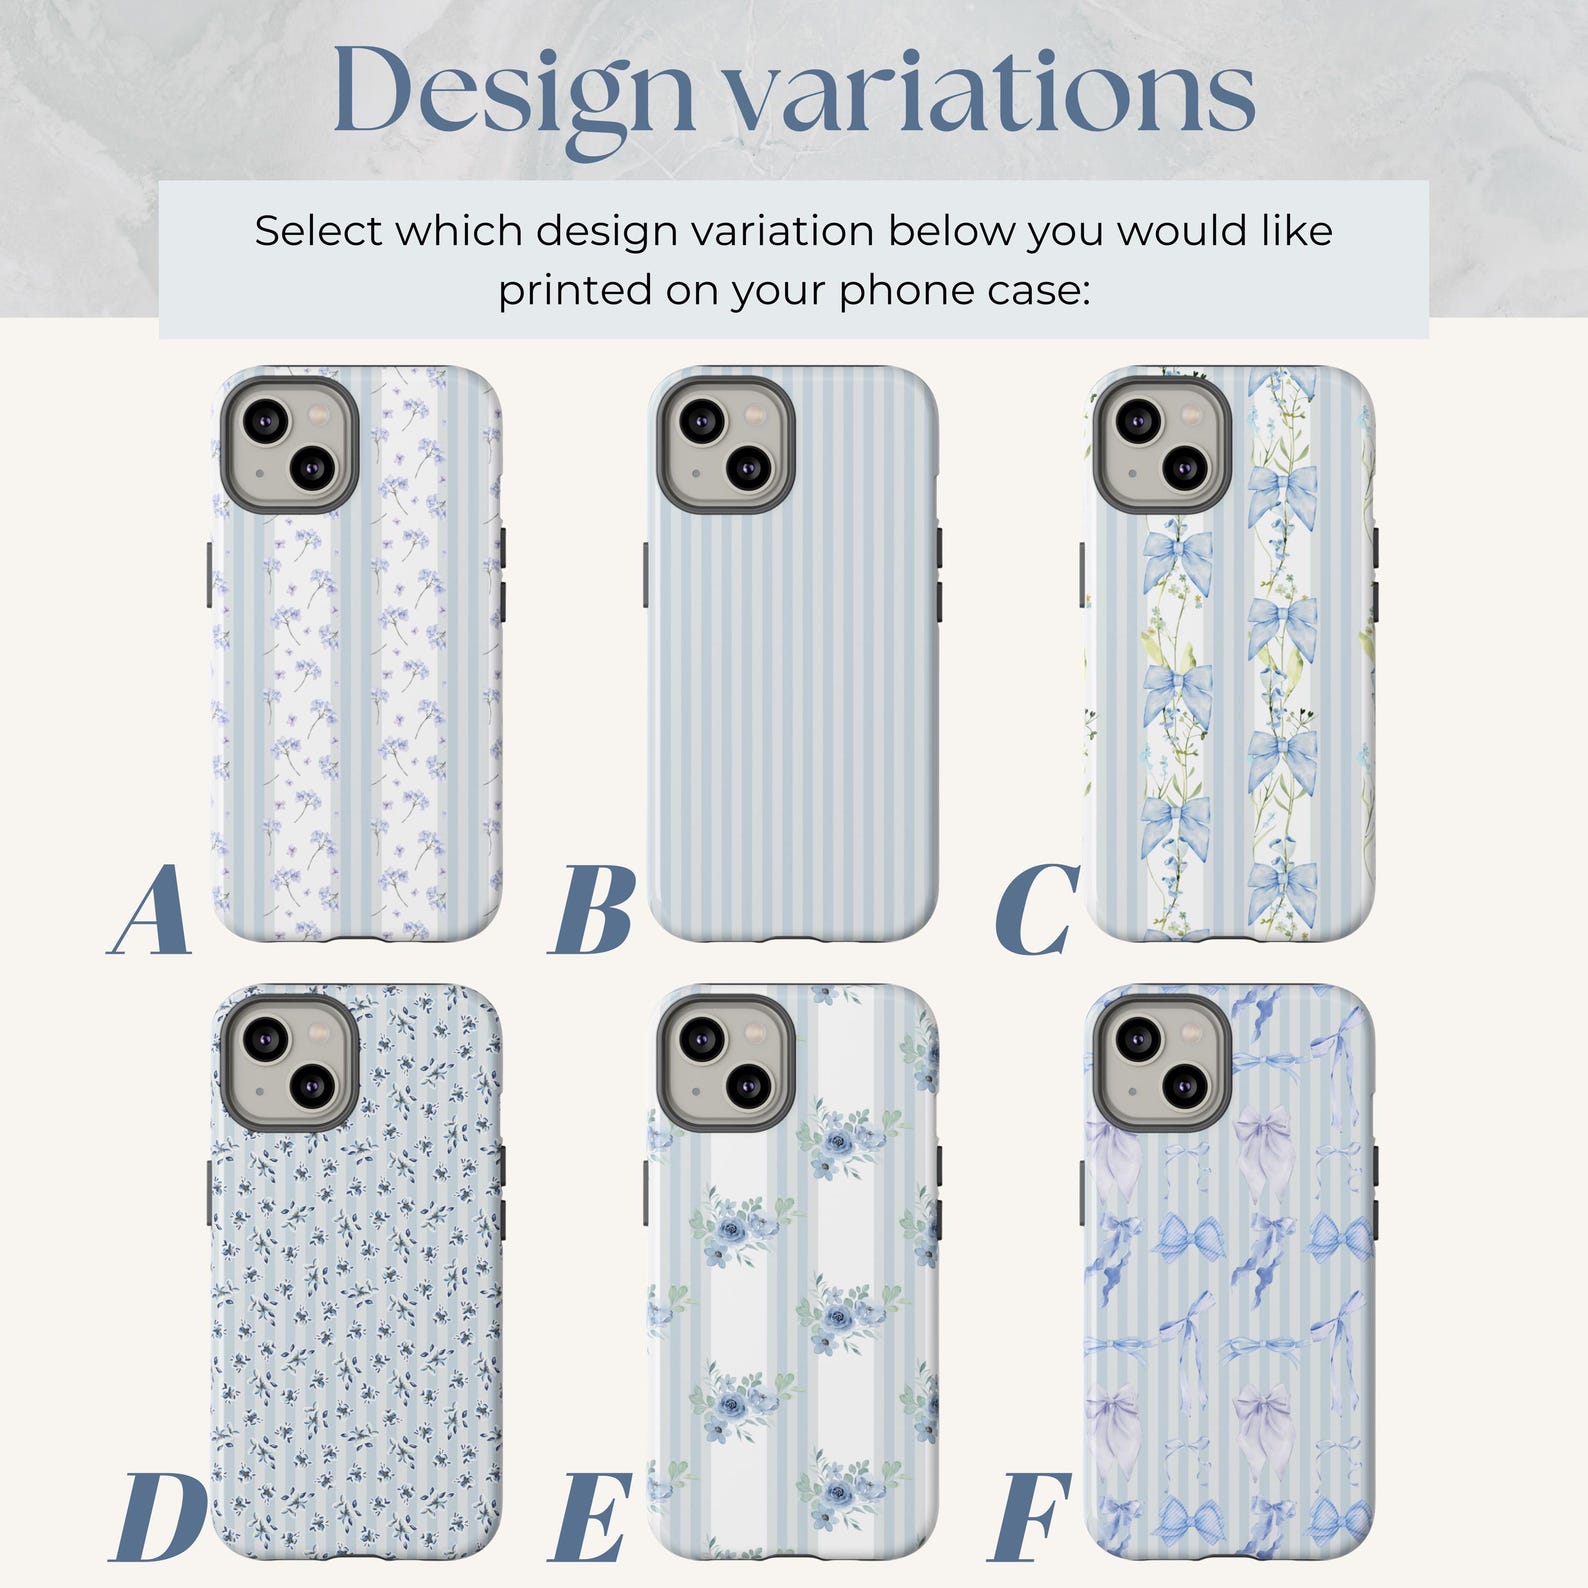 Design variations
Select which design variation below you would like
printed on your phone case:
A
B
C
D
E
F